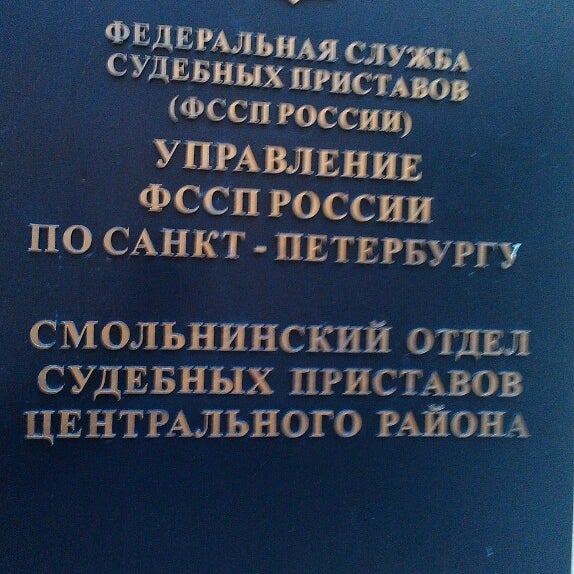 ФЕДЕРАЛЬНАЯ СЛУЖБА
СУДЕБНЫХ ПРИСТАВОВ
(ФССП РОССИИ)
УПРАВЛЕНИЕ
ФССП РОССИИ
ПО САНКТ - ПЕТЕРБУРГУ
СМОЛЬНИНСКИЙ ОТДЕЛ
СУДЕБНЫХ ПРИСТАВОВ
ЦЕНТРАЛЬНОГО РАЙОНА